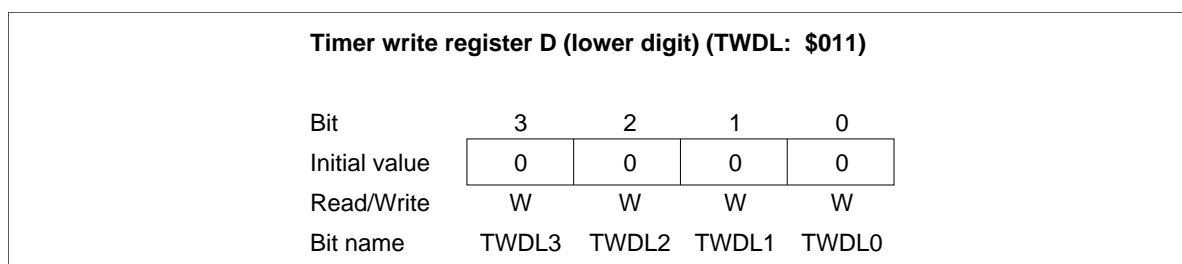 Timer write register D (lower digit) (TWDL: $011)
Bit 3 2 1 0
Initial value 0 0 0 0
Read/Write W W W W
Bit name TWDL3 TWDL2 TWDL1 TWDL0